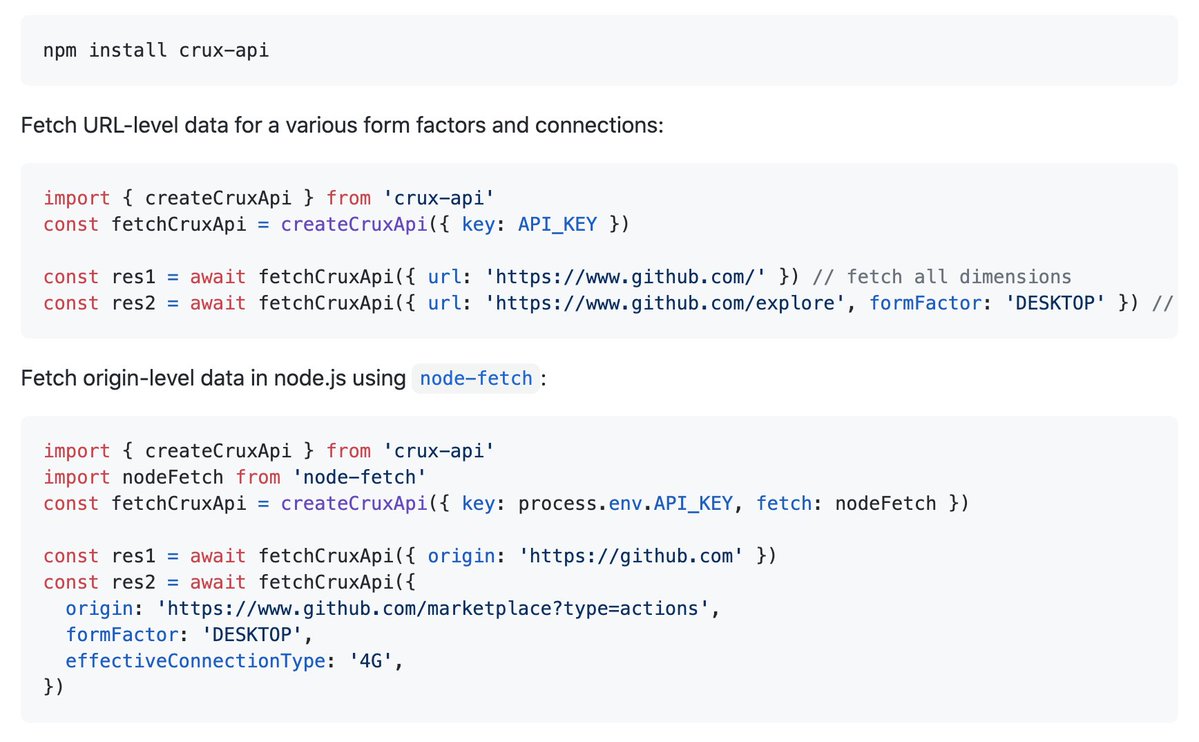 npm install crux-api
Fetch URL-level data for a various form factors and connections:
import { createCruxApi } from 'crux-api'
const fetchCruxApi = createCruxApi({ key: API_KEY })
const res1 = await fetchCruxApi({ url: 'https://www.github.com/' }) // fetch all dimensions
const res2 = await fetchCruxApi({ url: 'https://www.github.com/explore', formFactor: 'DESKTOP' }) //
Fetch origin-level data in node.js using node-fetch:
import { createCruxApi } from 'crux-api'
import nodeFetch from 'node-fetch'
const fetchCruxApi = createCruxApi({ key: process.env.API_KEY, fetch: nodeFetch })
const res1 = await fetchCruxApi({ origin: 'https://github.com' })
const res2 = await fetchCruxApi({
  origin: 'https://www.github.com/marketplace?type=actions',
  formFactor: 'DESKTOP',
  effectiveConnectionType: '4G',
})